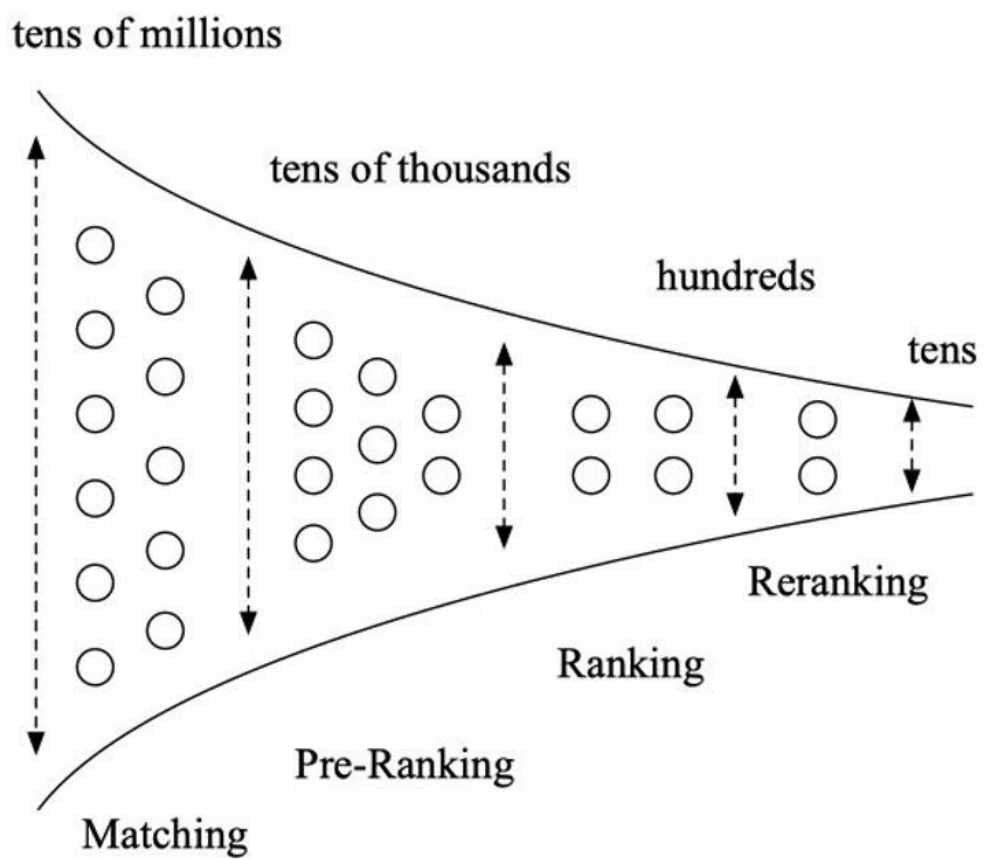 tens of millions
tens of thousands
hundreds
tens
Reranking
Ranking
Pre-Ranking
Matching